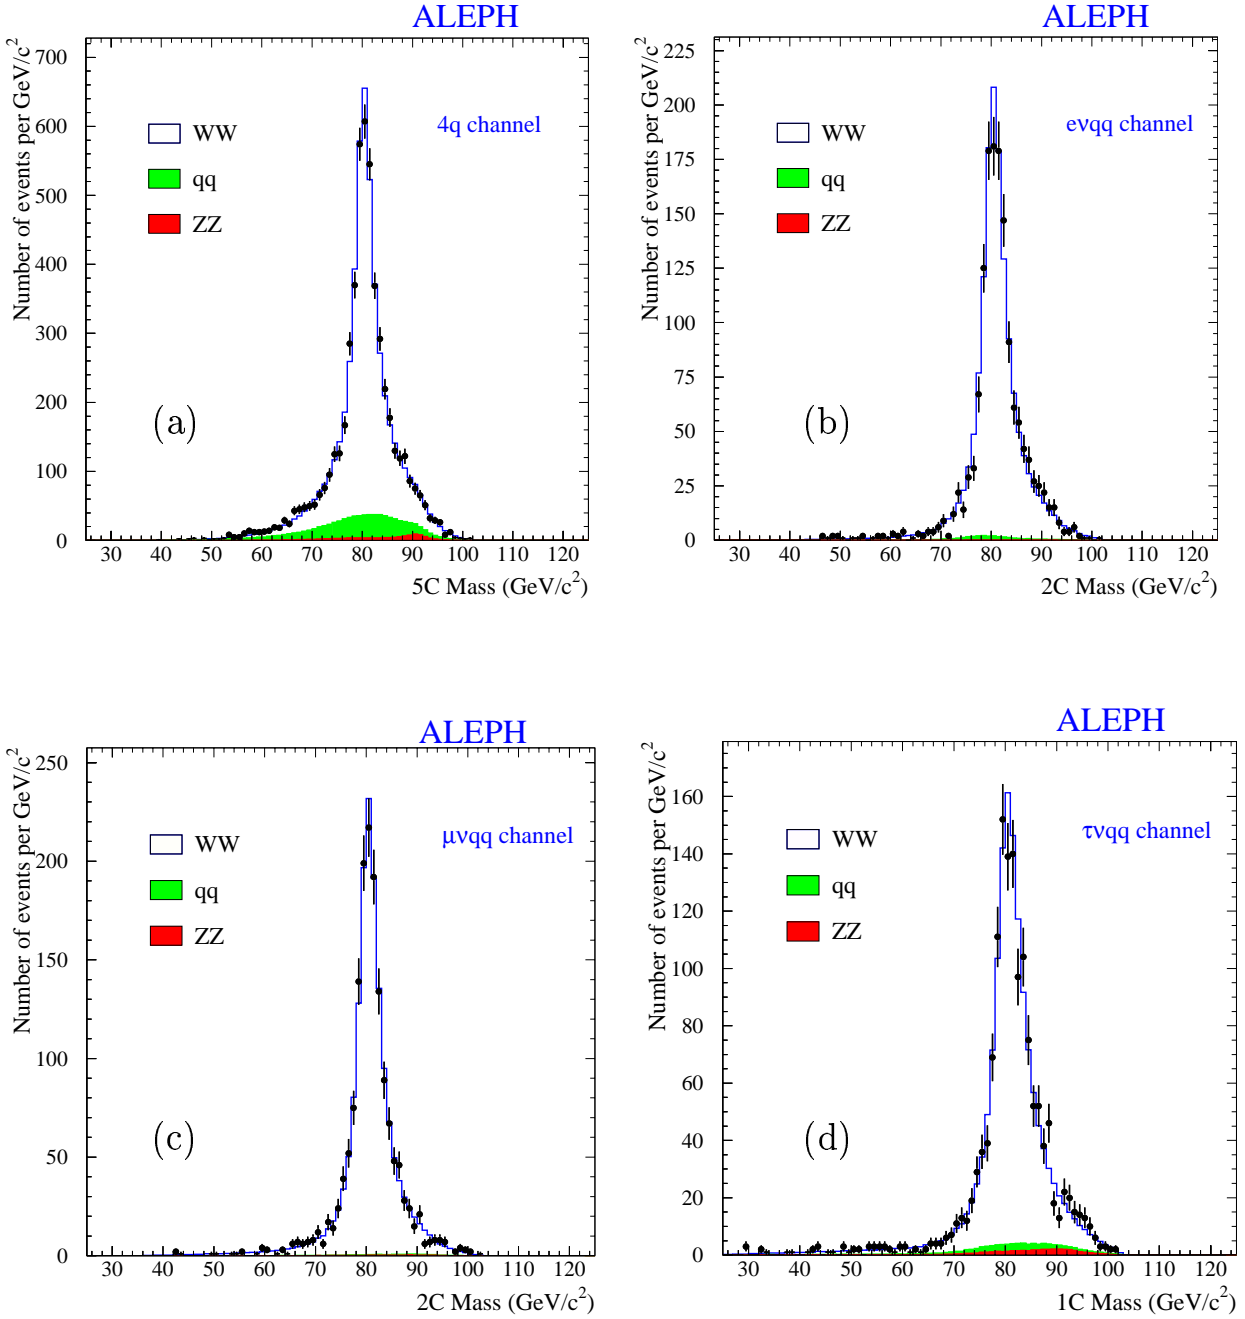 ALEPH
Number of events per GeV/c²
700
600
500
400
300
200
100
0
WW
qq
ZZ
4q channel
(a)
30 40 50 60 70 80 90 100 110 120
5C Mass (GeV/c²)
ALEPH
Number of events per GeV/c²
225
200
175
150
125
100
75
50
25
0
WW
qq
ZZ
eνqq channel
(b)
30 40 50 60 70 80 90 100 110 120
2C Mass (GeV/c²)
ALEPH
Number of events per GeV/c²
250
200
150
100
50
0
WW
qq
ZZ
μνqq channel
(c)
30 40 50 60 70 80 90 100 110 120
2C Mass (GeV/c²)
ALEPH
Number of events per GeV/c²
160
140
120
100
80
60
40
20
0
WW
qq
ZZ
τνqq channel
(d)
30 40 50 60 70 80 90 100 110 120
1C Mass (GeV/c²)